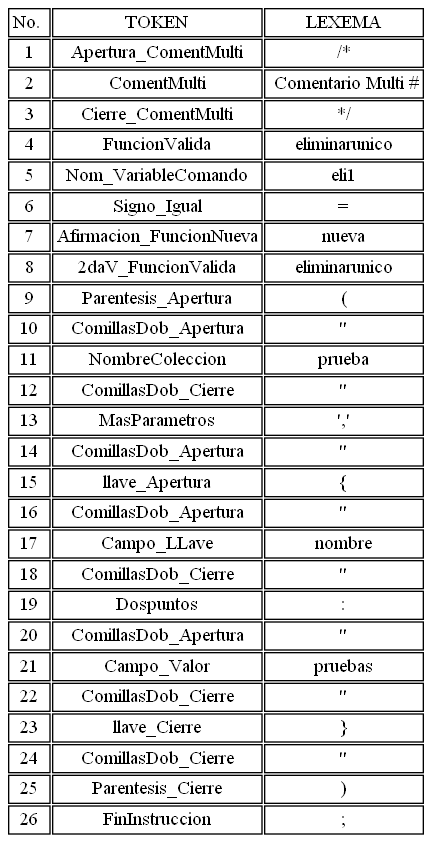 No. TOKEN LEXEMA
1 Apertura_ComentMulti /*
2 ComentMulti Comentario Multi #
3 Cierre_ComentMulti */
4 FuncionValida eliminarunico
5 Nom_VariableComando eli1
6 Signo_Igual =
7 Afirmacion_FuncionNueva nueva
8 2daV_FuncionValida eliminarunico
9 Parentesis_Apertura (
10 ComillasDob_Apertura "
11 NombreColeccion prueba
12 ComillasDob_Cierre "
13 MasParametros ','
14 ComillasDob_Apertura "
15 llave_Apertura {
16 ComillasDob_Apertura "
17 Campo_LLave nombre
18 ComillasDob_Cierre "
19 Dospuntos :
20 ComillasDob_Apertura "
21 Campo_Valor pruebas
22 ComillasDob_Cierre "
23 llave_Cierre }
24 ComillasDob_Cierre "
25 Parentesis_Cierre )
26 FinInstruccion ;